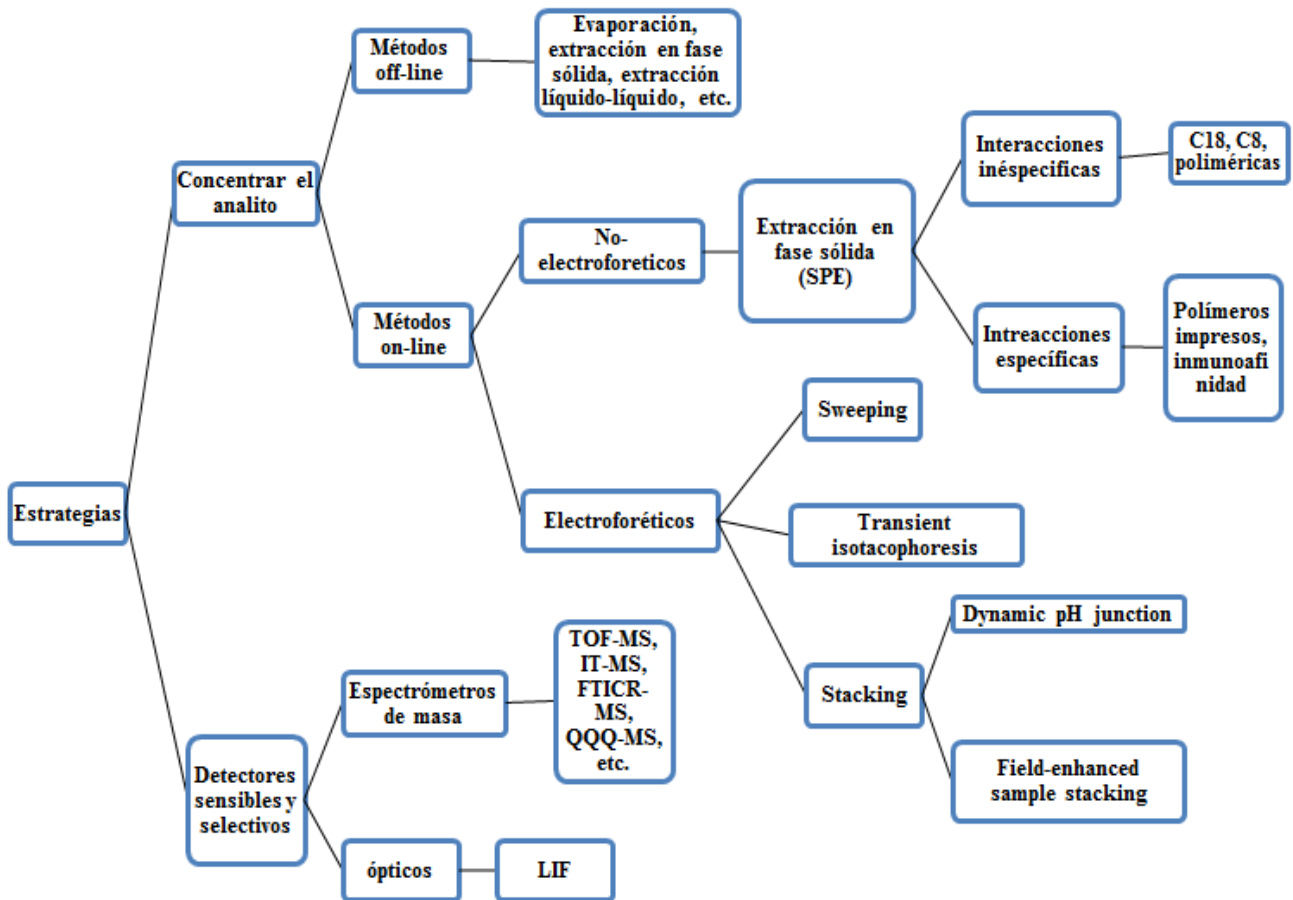 Estrategias
Concentrar el
analito
Métodos
off-line
Evaporación,
extracción en fase
sólida, extracción
líquido-líquido, etc.
Métodos
on-line
No-
electroforeticos
Extracción en
fase sólida
(SPE)
Interacciones
inéspecificas
C18, C8,
poliméricas
Intreacciones
específicas
Polímeros
impresos,
inmunoafi
nidad
Electroforéticos
Sweeping
Transient
isotacophoresis
Stacking
Dynamic pH junction
Field-enhanced
sample stacking
Detectores
sensibles y
selectivos
Espectrómetros
de masa
TOF-MS,
IT-MS,
FTICR-
MS,
QQQ-MS,
etc.
ópticos
LIF